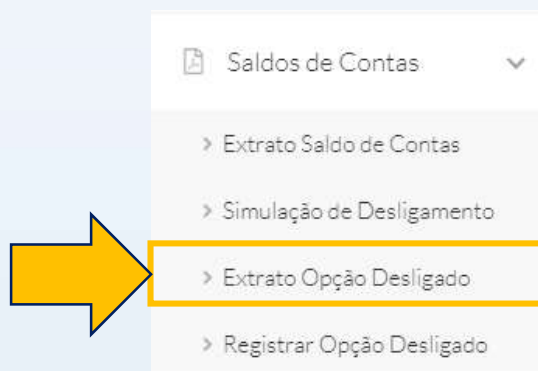 Saldos de Contas
Extrato Saldo de Contas
Simulação de Desligamento
Extrato Opção Desligado
Registrar Opção Desligado